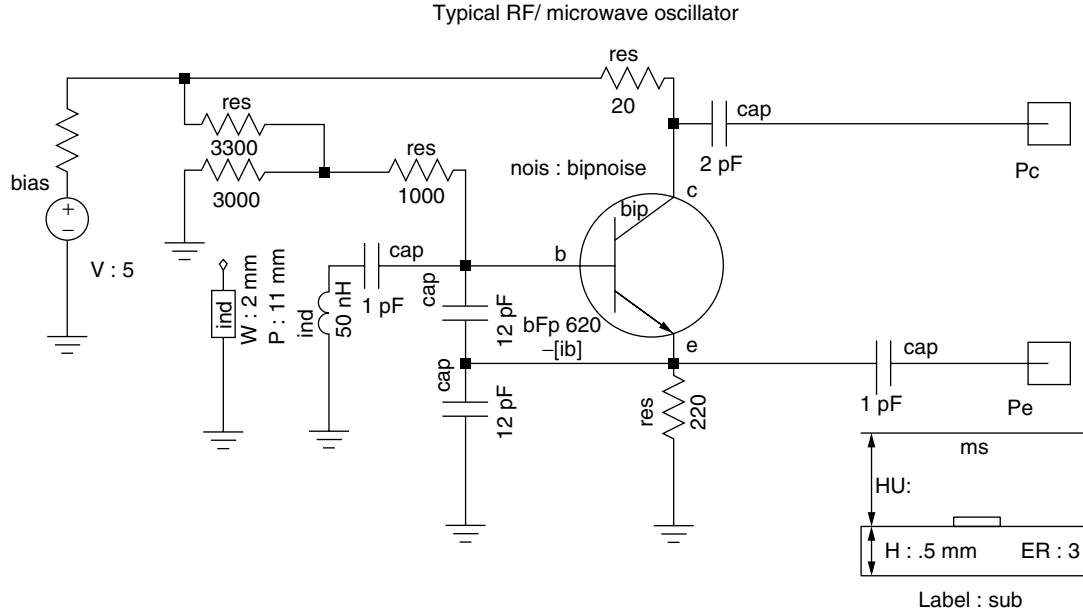 Typical RF/ microwave oscillator
res
20
cap
2 pF
Pc
res
3300
3000
res
1000
nois : bipnoise
c
bip
bias
+
−
V : 5
b
cap
1 pF
cap
12 pF
ind
W : 2 mm
P : 11 mm
ind
50 nH
bFp 620
−[ib]
e
cap
12 pF
res
220
cap
1 pF
Pe
ms
HU:
H : .5 mm
ER : 3
Label : sub